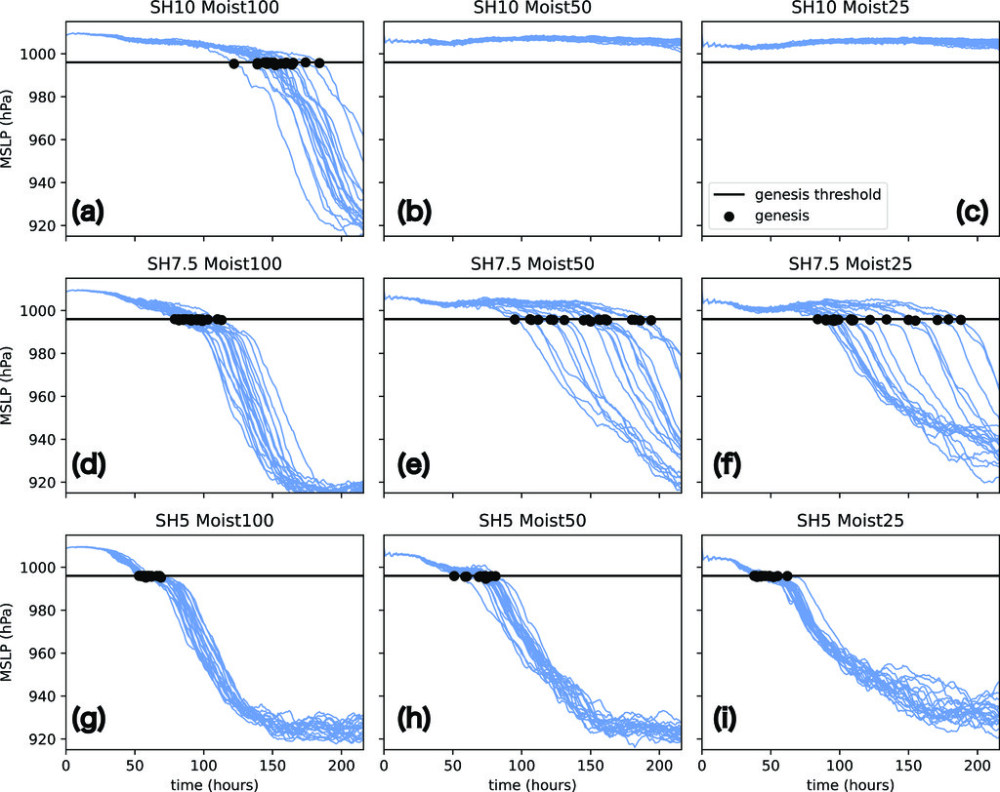 SH10 Moist100
SH10 Moist50
SH10 Moist25
MSLP (hPa)
1000
980
960
940
920
(a)
(b)
genesis threshold
genesis
(c)
SH7.5 Moist100
SH7.5 Moist50
SH7.5 Moist25
MSLP (hPa)
1000
980
960
940
920
(d)
(e)
(f)
SH5 Moist100
SH5 Moist50
SH5 Moist25
MSLP (hPa)
1000
980
960
940
920
(g)
(h)
(i)
0 50 100 150 200
0 50 100 150 200
0 50 100 150 200
time (hours)
time (hours)
time (hours)